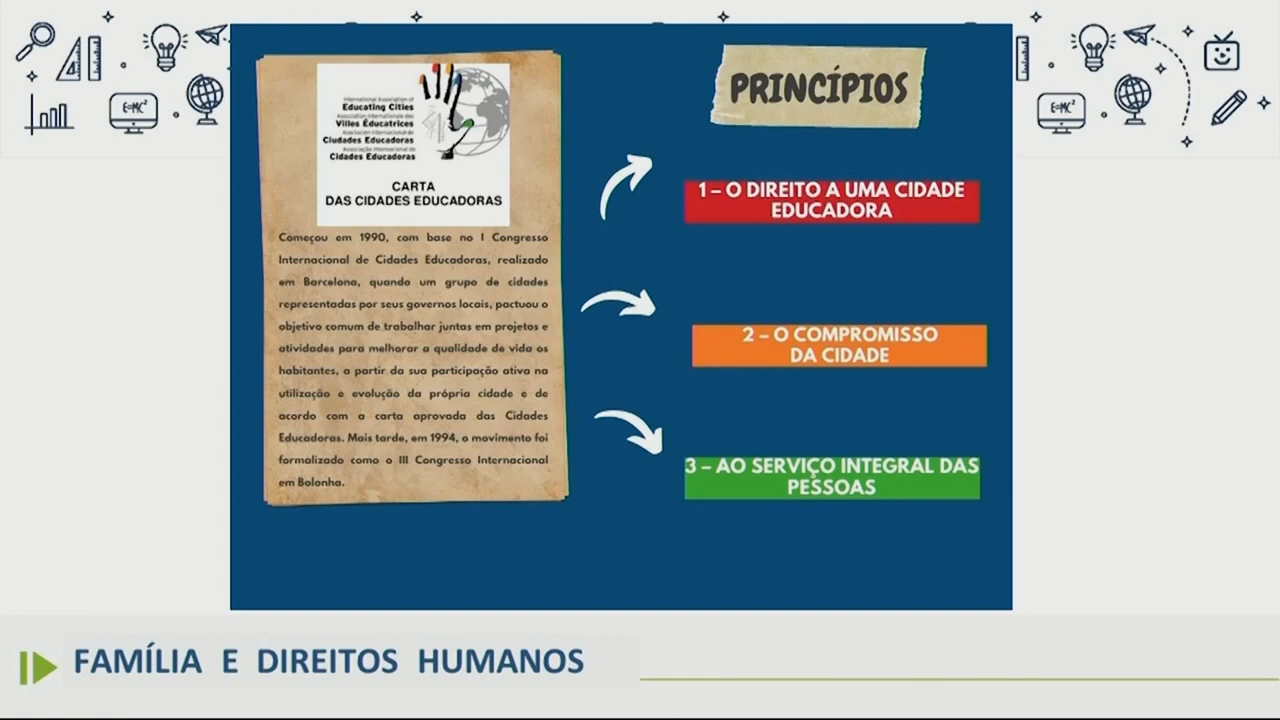 International Association of
Educating Cities
Association Internationale des
Villes Éducatrices
Asociación Internacional de
Ciudades Educadoras
Associação Internacional de
Cidades Educadoras
CARTA
DAS CIDADES EDUCADORAS
Começou em 1990, com base no I Congresso
Internacional de Cidades Educadoras, realizado
em Barcelona, quando um grupo de cidades
representadas por seus governos locais, pactuou o
objetivo comum de trabalhar juntas em projetos e
atividades para melhorar a qualidade de vida os
habitantes, a partir da sua participação ativa na
utilização e evolução da própria cidade e de
acordo com a carta aprovada das Cidades
Educadoras. Mais tarde, em 1994, o movimento foi
formalizado como o III Congresso Internacional
em Bolonha.
PRINCÍPIOS
1 – O DIREITO A UMA CIDADE
EDUCADORA
2 – O COMPROMISSO
DA CIDADE
3 – AO SERVIÇO INTEGRAL DAS
PESSOAS
E=MC²
E=MC²
FAMÍLIA E DIREITOS HUMANOS